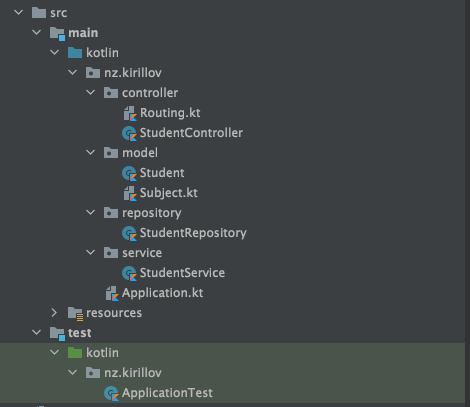 src
main
kotlin
nz.kirillov
controller
Routing.kt
StudentController
model
Student
Subject.kt
repository
StudentRepository
service
StudentService
Application.kt
resources
test
kotlin
nz.kirillov
ApplicationTest